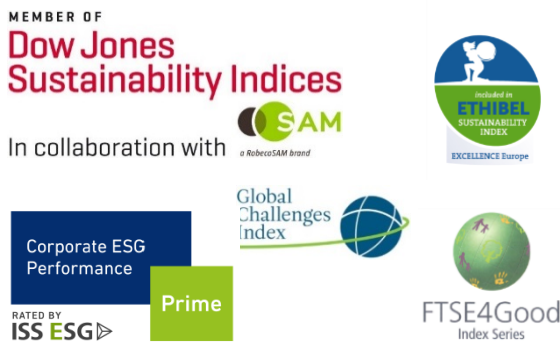 MEMBER OF
Dow Jones
Sustainability Indices
In collaboration with
SAM
a RobecoSAM brand
included in
ETHIBEL
SUSTAINABILITY
INDEX
EXCELLENCE Europe
Global
Challenges
Index
Corporate ESG
Performance
Prime
RATED BY
ISS ESG
FTSE4Good
Index Series